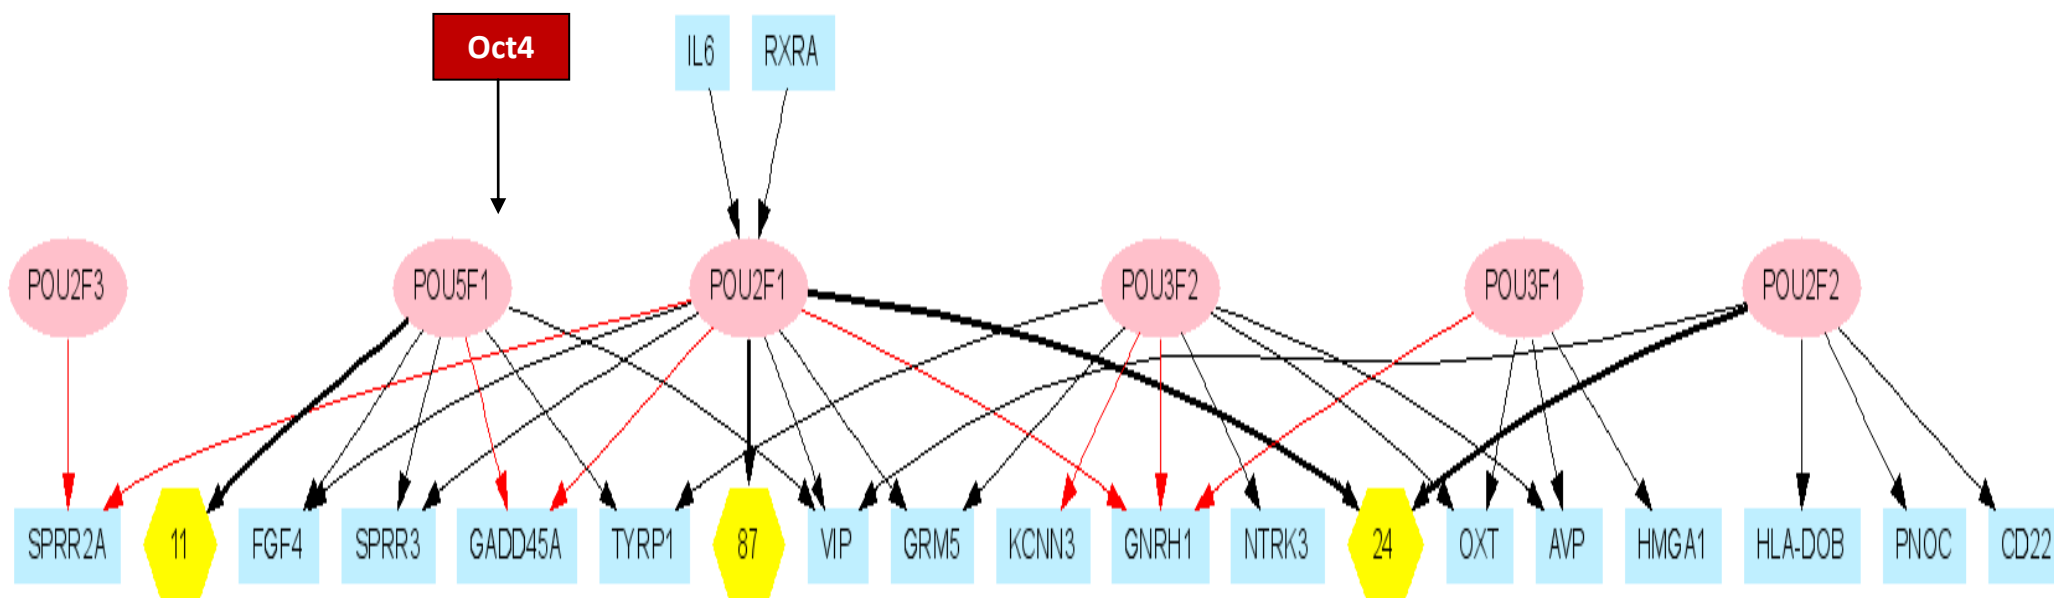 Oct4
IL6
RXRA
POU2F3
POU5F1
POU2F1
POU3F2
POU3F1
POU2F2
SPRR2A
11
FGF4
SPRR3
GADD45A
TYRP1
87
VIP
GRM5
KCNN3
GNRH1
NTRK3
24
OXT
AVP
HMGA1
HLA-DOB
PNOC
CD22